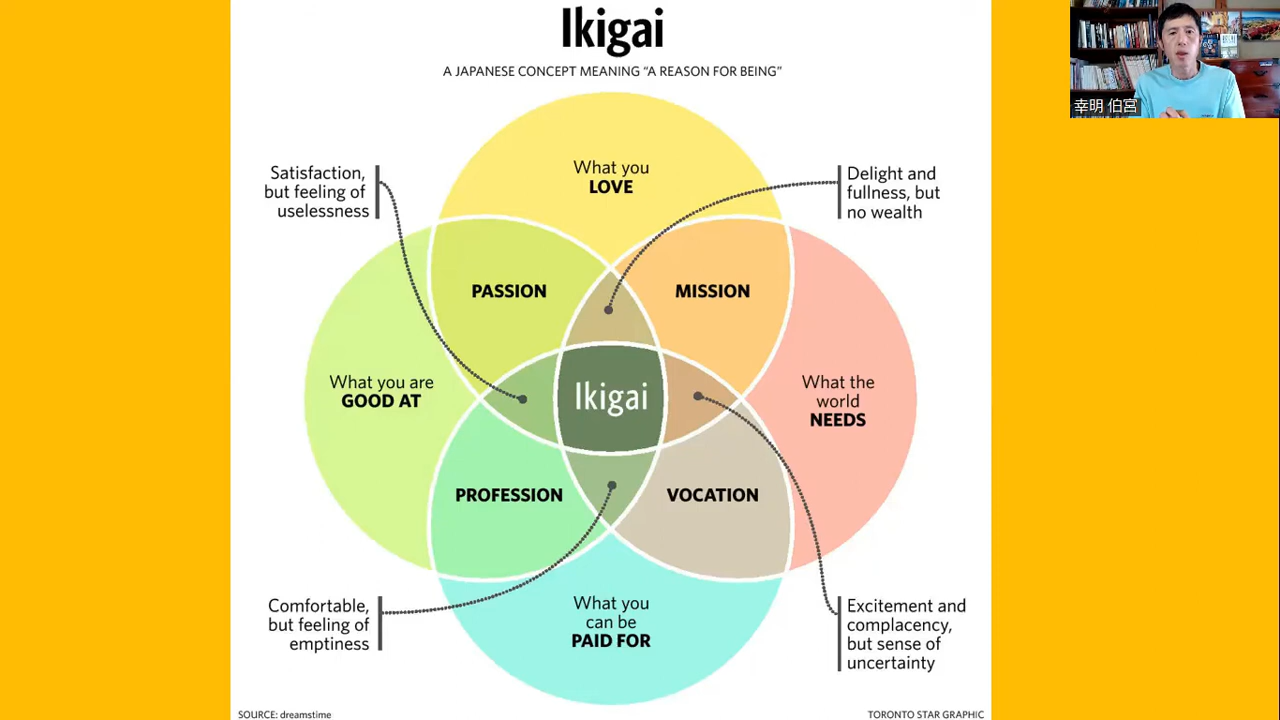 Ikigai
A JAPANESE CONCEPT MEANING “A REASON FOR BEING”
幸明 伯宮
What you
LOVE
Satisfaction,
but feeling of
uselessness
Delight and
fullness, but
no wealth
PASSION
MISSION
What you are
GOOD AT
Ikigai
What the
world
NEEDS
PROFESSION
VOCATION
Comfortable,
but feeling of
emptiness
What you
can be
PAID FOR
Excitement and
complacency,
but sense of
uncertainty
SOURCE: dreamstime
TORONTO STAR GRAPHIC